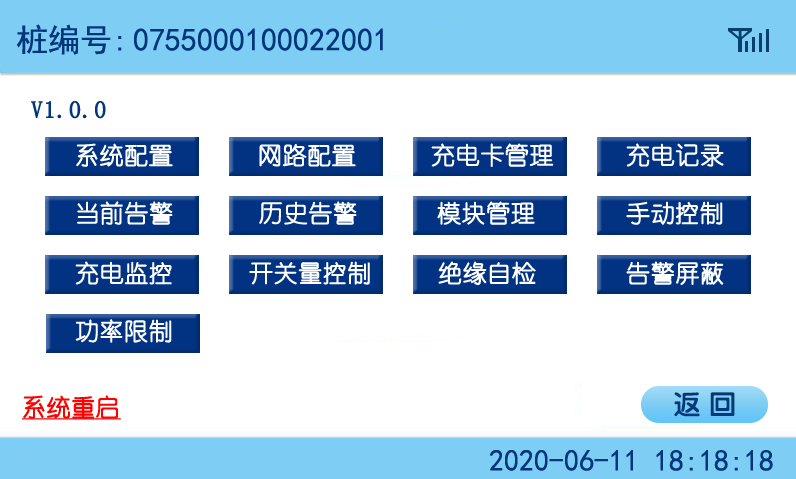 桩编号: 0755000100022001
V1.0.0
系统配置 网路配置 充电卡管理 充电记录
当前告警 历史告警 模块管理 手动控制
充电监控 开关量控制 绝缘自检 告警屏蔽
功率限制
系统重启 返回
2020-06-11 18:18:18